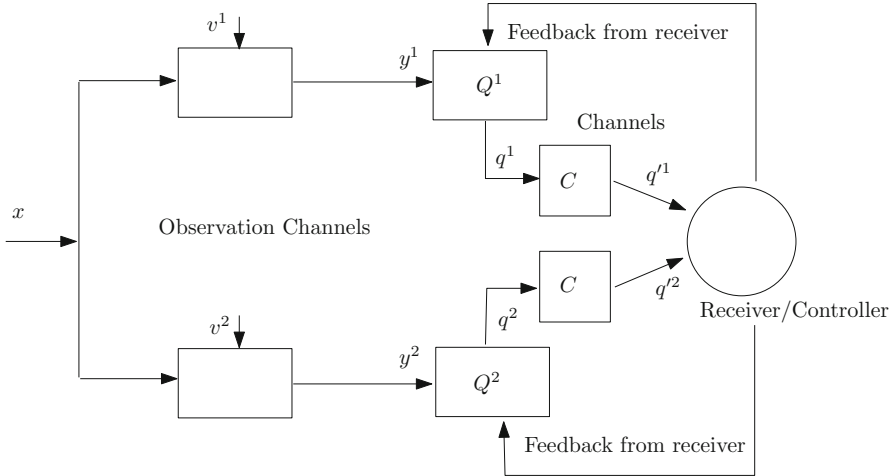 v¹
Feedback from receiver
y¹
Q¹
Channels
q¹
C
q′¹
x
Observation Channels
C
q′²
Receiver/Controller
q²
v²
y²
Q²
Feedback from receiver